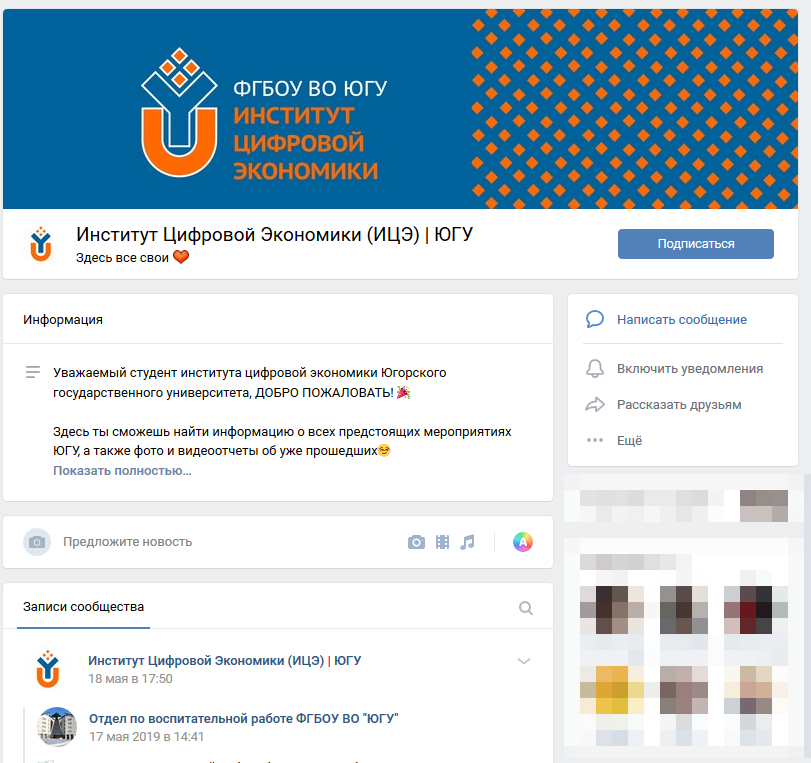 ФГБОУ ВО ЮГУ
ИНСТИТУТ
ЦИФРОВОЙ
ЭКОНОМИКИ
Институт Цифровой Экономики (ИЦЭ) | ЮГУ
Здесь все свои ❤
Подписаться
Информация
Уважаемый студент института цифровой экономики Югорского
государственного университета, ДОБРО ПОЖАЛОВАТЬ! 🎉
Здесь ты сможешь найти информацию о всех предстоящих мероприятиях
ЮГУ, а также фото и видеоотчеты об уже прошедших😊
Показать полностью…
Написать сообщение
Включить уведомления
Рассказать друзьям
Ещё
Предложите новость
A
Записи сообщества
Институт Цифровой Экономики (ИЦЭ) | ЮГУ
18 мая в 17:50
Отдел по воспитательной работе ФГБОУ ВО "ЮГУ"
17 мая 2019 в 14:41